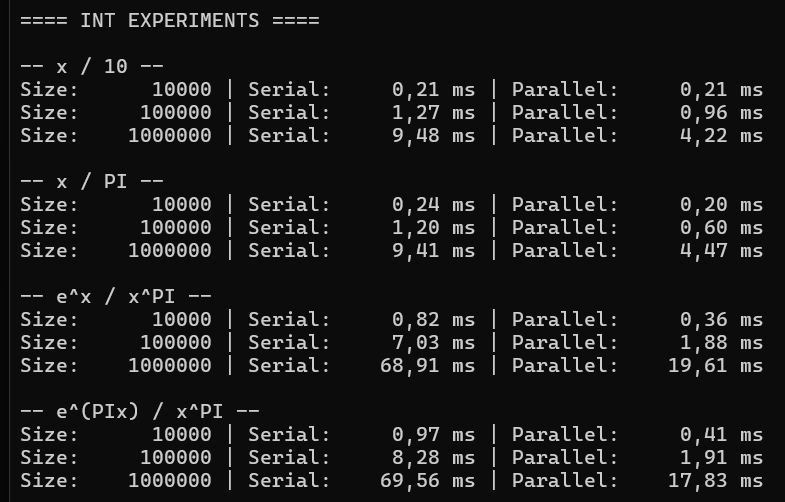 ==== INT EXPERIMENTS ====
-- x / 10 --
Size: 10000 | Serial: 0,21 ms | Parallel: 0,21 ms
Size: 100000 | Serial: 1,27 ms | Parallel: 0,96 ms
Size: 1000000 | Serial: 9,48 ms | Parallel: 4,22 ms
-- x / PI --
Size: 10000 | Serial: 0,24 ms | Parallel: 0,20 ms
Size: 100000 | Serial: 1,20 ms | Parallel: 0,60 ms
Size: 1000000 | Serial: 9,41 ms | Parallel: 4,47 ms
-- e^x / x^PI --
Size: 10000 | Serial: 0,82 ms | Parallel: 0,36 ms
Size: 100000 | Serial: 7,03 ms | Parallel: 1,88 ms
Size: 1000000 | Serial: 68,91 ms | Parallel: 19,61 ms
-- e^(PIx) / x^PI --
Size: 10000 | Serial: 0,97 ms | Parallel: 0,41 ms
Size: 100000 | Serial: 8,28 ms | Parallel: 1,91 ms
Size: 1000000 | Serial: 69,56 ms | Parallel: 17,83 ms